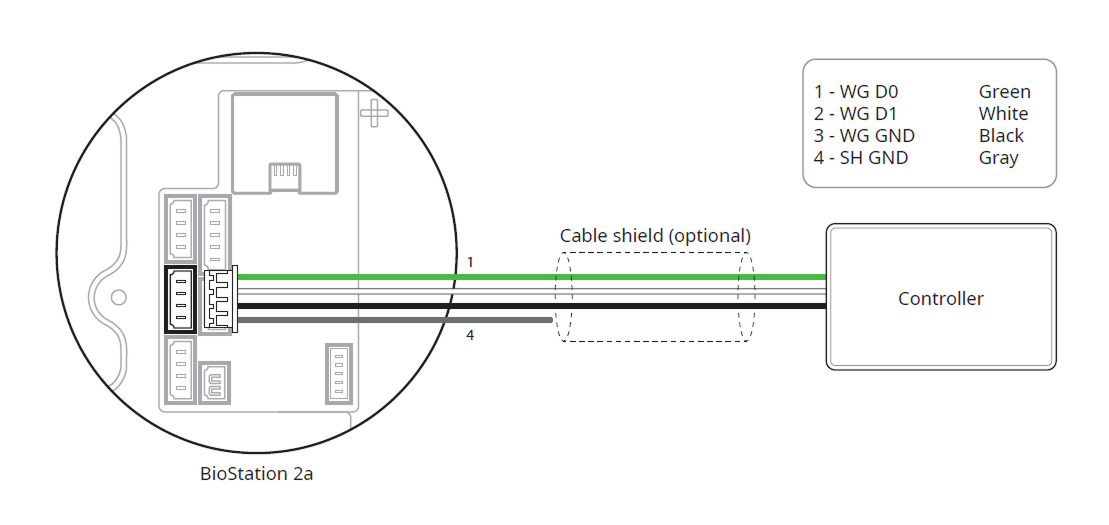 1 - WG D0 Green
2 - WG D1 White
3 - WG GND Black
4 - SH GND Gray
Cable shield (optional)
1
Controller
4
BioStation 2a